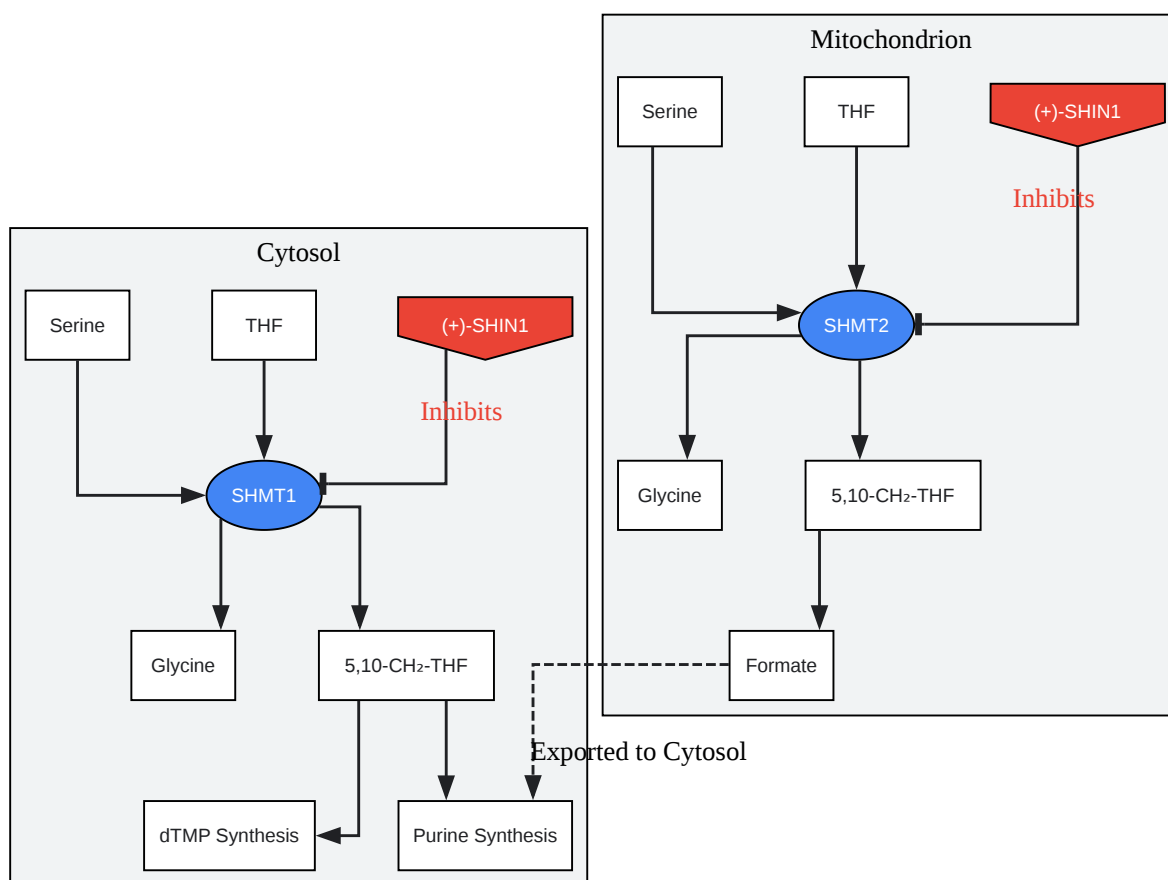 Mitochondrion
Serine
THF
(+)-SHIN1
Inhibits
SHMT2
Glycine
5,10-CH₂-THF
Formate
Exported to Cytosol
Cytosol
Serine
THF
(+)-SHIN1
Inhibits
SHMT1
Glycine
5,10-CH₂-THF
dTMP Synthesis
Purine Synthesis